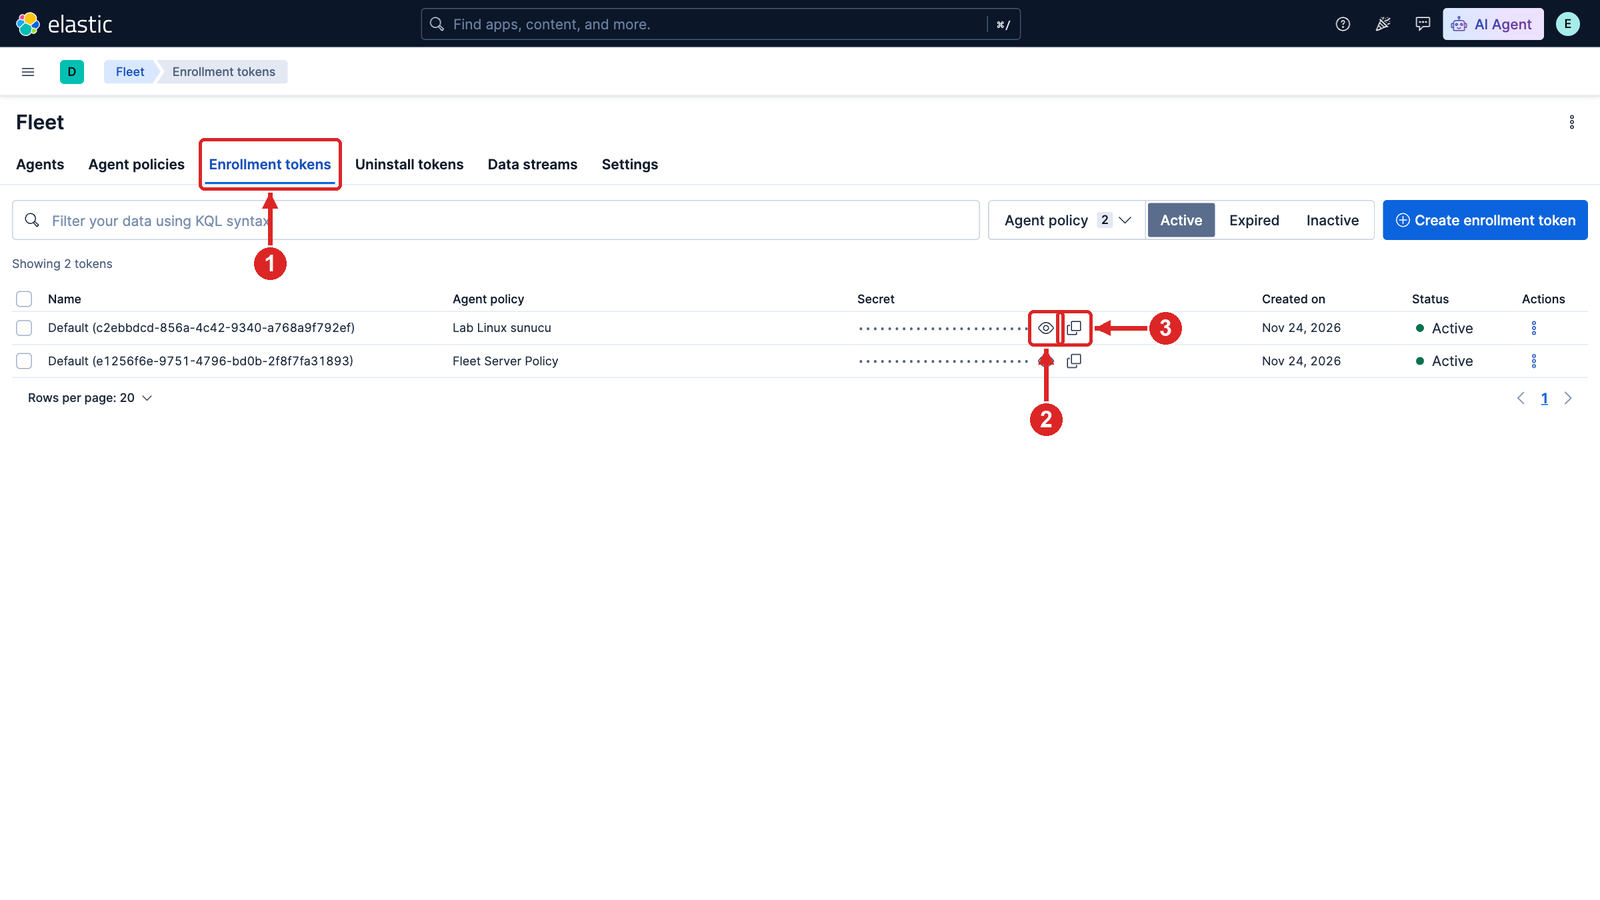 elastic
Find apps, content, and more.
⌘/
AI Agent
E
D
Fleet
Enrollment tokens
Fleet
Agents
Agent policies
Enrollment tokens
Uninstall tokens
Data streams
Settings
Filter your data using KQL syntax
Agent policy 2
Active
Expired
Inactive
Create enrollment token
1
Showing 2 tokens
Name Agent policy Secret Created on Status Actions
Default (c2ebbdcd-856a-4c42-9340-a768a9f792ef) Lab Linux sunucu ························ 3 Nov 24, 2026 Active
Default (e1256f6e-9751-4796-bd0b-2f8f7fa31893) Fleet Server Policy ························ Nov 24, 2026 Active
Rows per page: 20
1
2